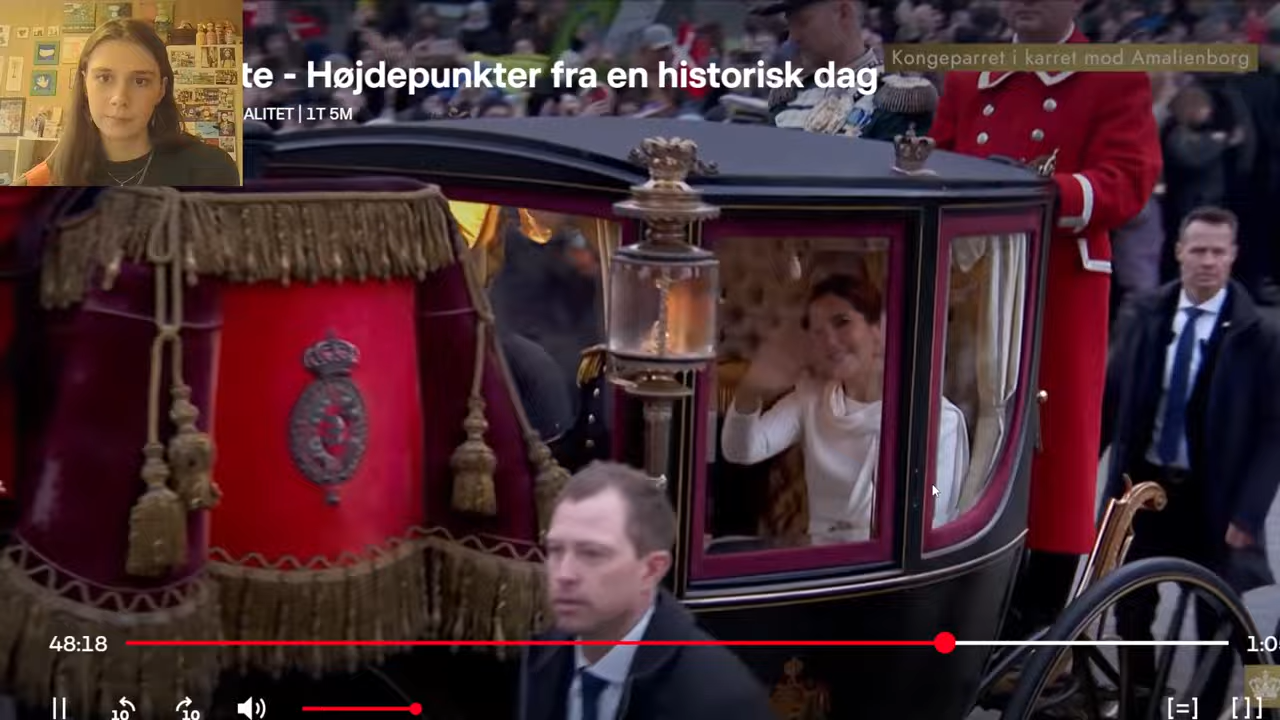 te - Højdepunkter fra en historisk dag
Kongeparret i karret mod Amalienborg
ALITET | 1T 5M
48:18
1:0
10
10